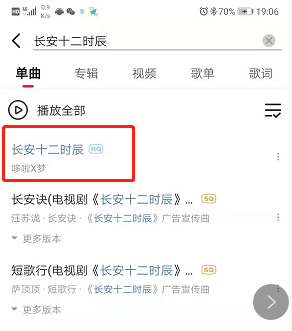 HD 46 0.9 K/s 70% 19:06
长安十二时辰
单曲 专辑 视频 歌单 歌词
播放全部
长安十二时辰 HQ
哆啦X梦
长安诀(电视剧《长安十二时辰》... SQ
汪苏泷 · 长安诀 · 《长安十二时辰》广告宣传曲
更多版本
短歌行(电视剧《长安十二时辰》... SQ
萨顶顶 · 短歌行 · 《长安十二时辰》广告宣传曲
更多版本